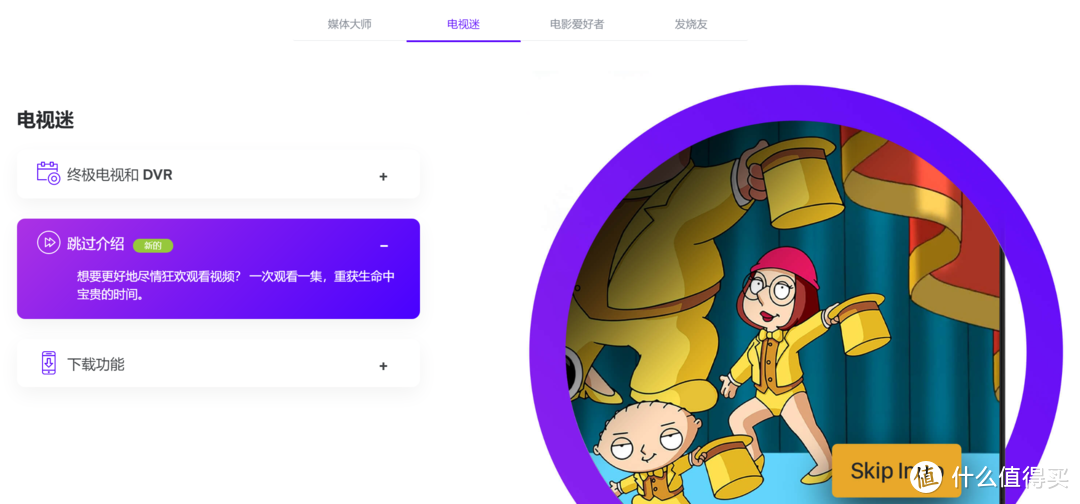 媒体大师
电视迷
电影爱好者
发烧友
电视迷
终极电视和 DVR
+
跳过介绍
新的
−
想要更好地尽情狂欢观看视频？ 一次观看一集，重获生命中
宝贵的时间。
下载功能
+
Skip
值 什么值得买